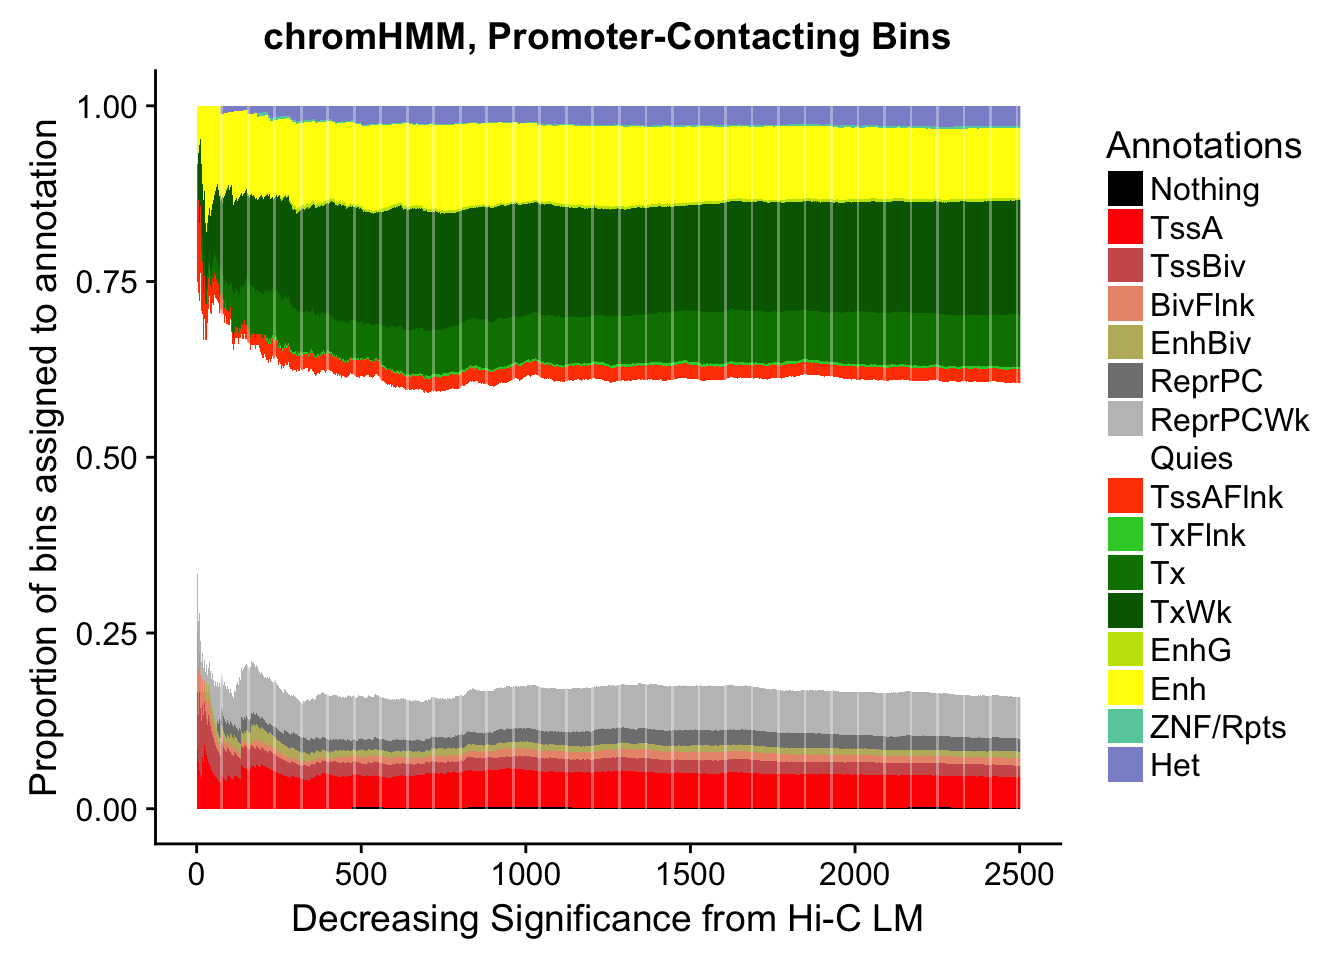 chromHMM, Promoter-Contacting Bins
Proportion of bins assigned to annotation
1.00
0.75
0.50
0.25
0.00
0
500
1000
1500
2000
2500
Decreasing Significance from Hi-C LM
Annotations
Nothing
TssA
TssBiv
BivFlnk
EnhBiv
ReprPC
ReprPCWk
Quies
TssAFlnk
TxFlnk
Tx
TxWk
EnhG
Enh
ZNF/Rpts
Het